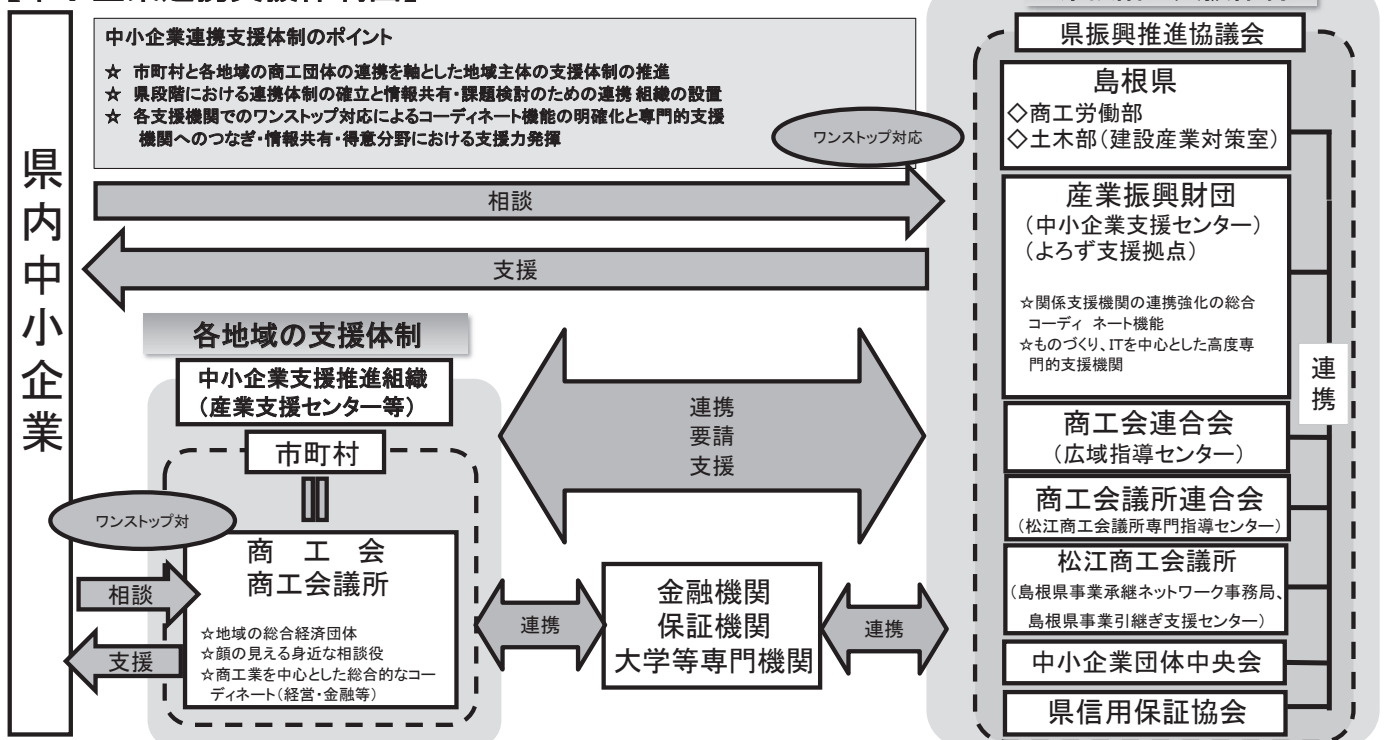 県内中小企業
中小企業連携支援体制のポイント
☆ 市町村と各地域の商工団体の連携を軸とした地域主体の支援体制の推進
☆ 県段階における連携体制の確立と情報共有・課題検討のための連携 組織の設置
☆ 各支援機関でのワンストップ対応によるコーディネート機能の明確化と専門的支援
機関へのつなぎ・情報共有・得意分野における支援力発揮
ワンストップ対応
相談
支援
各地域の支援体制
中小企業支援推進組織
（産業支援センター等）
市町村
ワンストップ対
商 工 会
商工会議所
☆地域の総合経済団体
☆顔の見える身近な相談役
☆商工業を中心とした総合的なコー
ディネート（経営・金融等）
相談
支援
連携
要請
支援
連携
金融機関
保証機関
大学等専門機関
連携
県振興推進協議会
島根県
◇商工労働部
◇土木部（建設産業対策室）
産業振興財団
（中小企業支援センター）
（よろず支援拠点）
☆関係支援機関の連携強化の総合
コーディ ネート機能
☆ものづくり、ITを中心とした高度専
門的支援機関
商工会連合会
（広域指導センター）
商工会議所連合会
（松江商工会議所専門指導センター）
松江商工会議所
（島根県事業承継ネットワーク事務局、
島根県事業引継ぎ支援センター）
中小企業団体中央会
県信用保証協会
連携